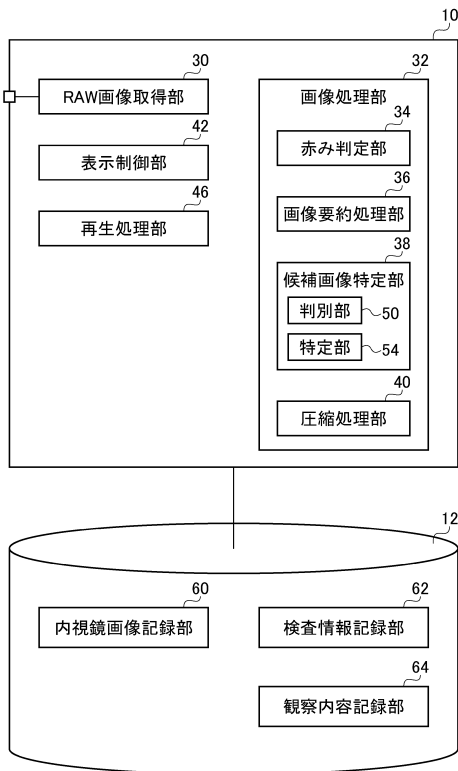 10
30
RAW画像取得部
42
表示制御部
46
再生処理部
32
画像処理部
34
赤み判定部
36
画像要約処理部
38
候補画像特定部
判別部
50
特定部
54
40
圧縮処理部
12
60
内視鏡画像記録部
62
検査情報記録部
64
観察内容記録部